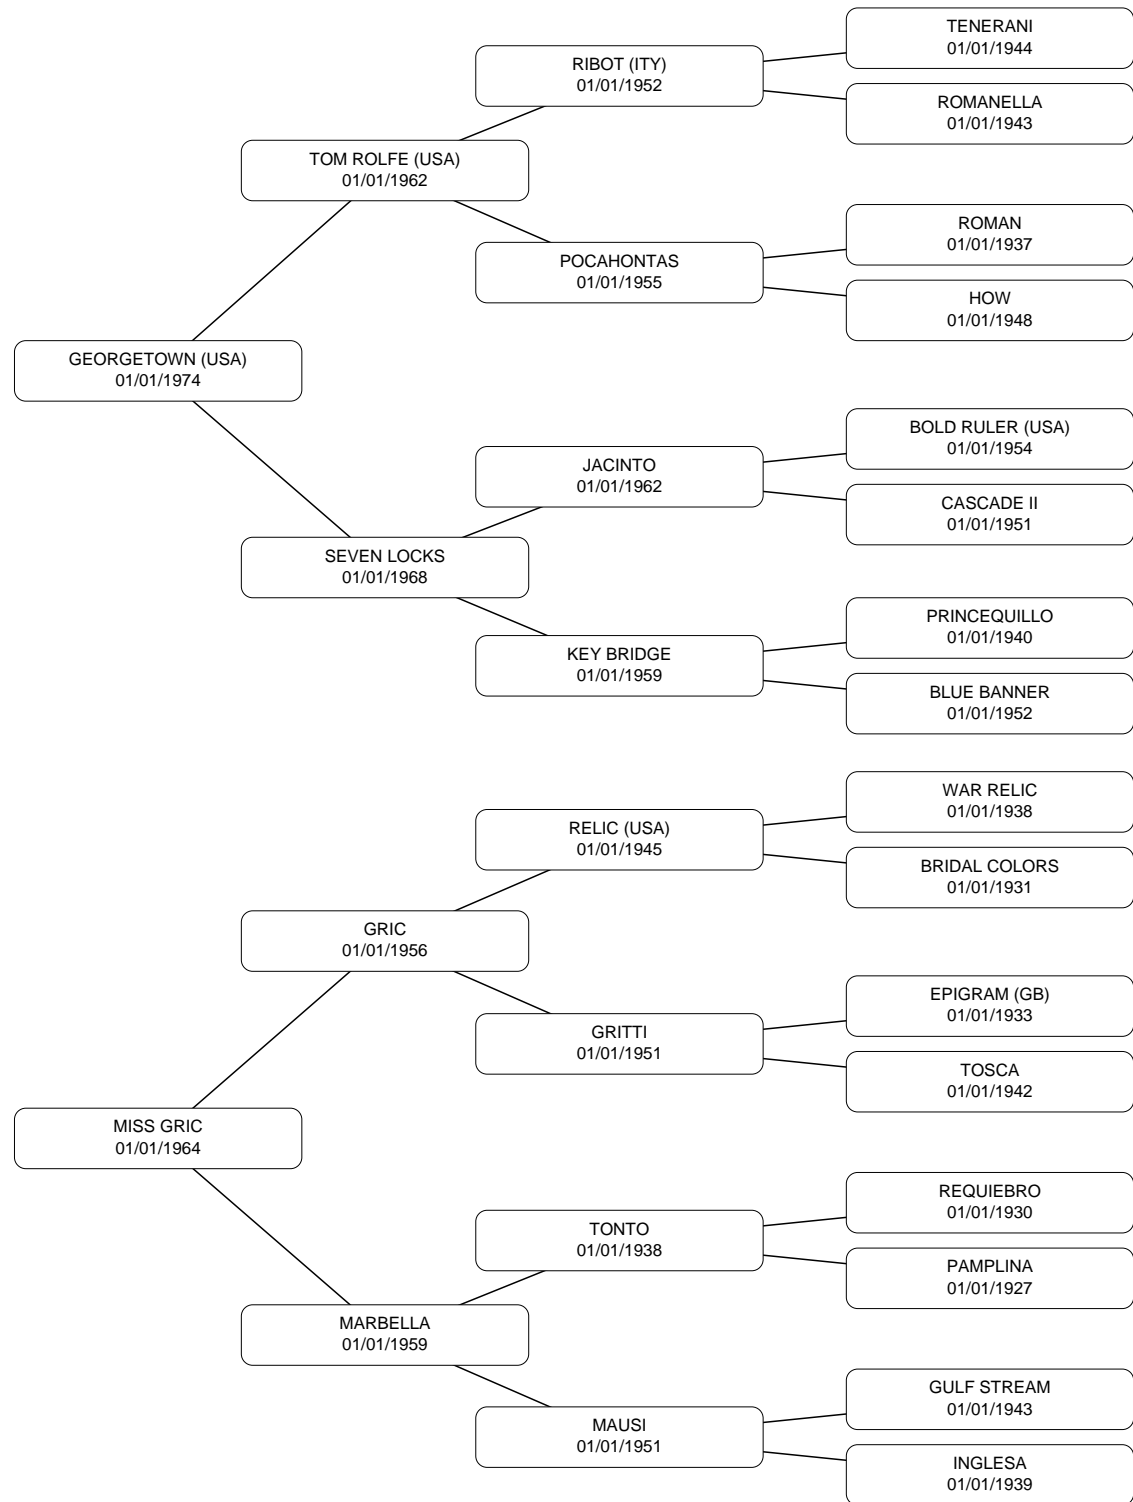 TENERANI
01/01/1944
RIBOT (ITY)
01/01/1952
ROMANELLA
01/01/1943
TOM ROLFE (USA)
01/01/1962
ROMAN
01/01/1937
POCAHONTAS
01/01/1955
HOW
01/01/1948
GEORGETOWN (USA)
01/01/1974
BOLD RULER (USA)
01/01/1954
JACINTO
01/01/1962
CASCADE II
01/01/1951
SEVEN LOCKS
01/01/1968
PRINCEQUILLO
01/01/1940
KEY BRIDGE
01/01/1959
BLUE BANNER
01/01/1952
WAR RELIC
01/01/1938
RELIC (USA)
01/01/1945
BRIDAL COLORS
01/01/1931
GRIC
01/01/1956
EPIGRAM (GB)
01/01/1933
GRITTI
01/01/1951
TOSCA
01/01/1942
MISS GRIC
01/01/1964
REQUIEBRO
01/01/1930
TONTO
01/01/1938
PAMPLINA
01/01/1927
MARBELLA
01/01/1959
GULF STREAM
01/01/1943
MAUSI
01/01/1951
INGLESA
01/01/1939